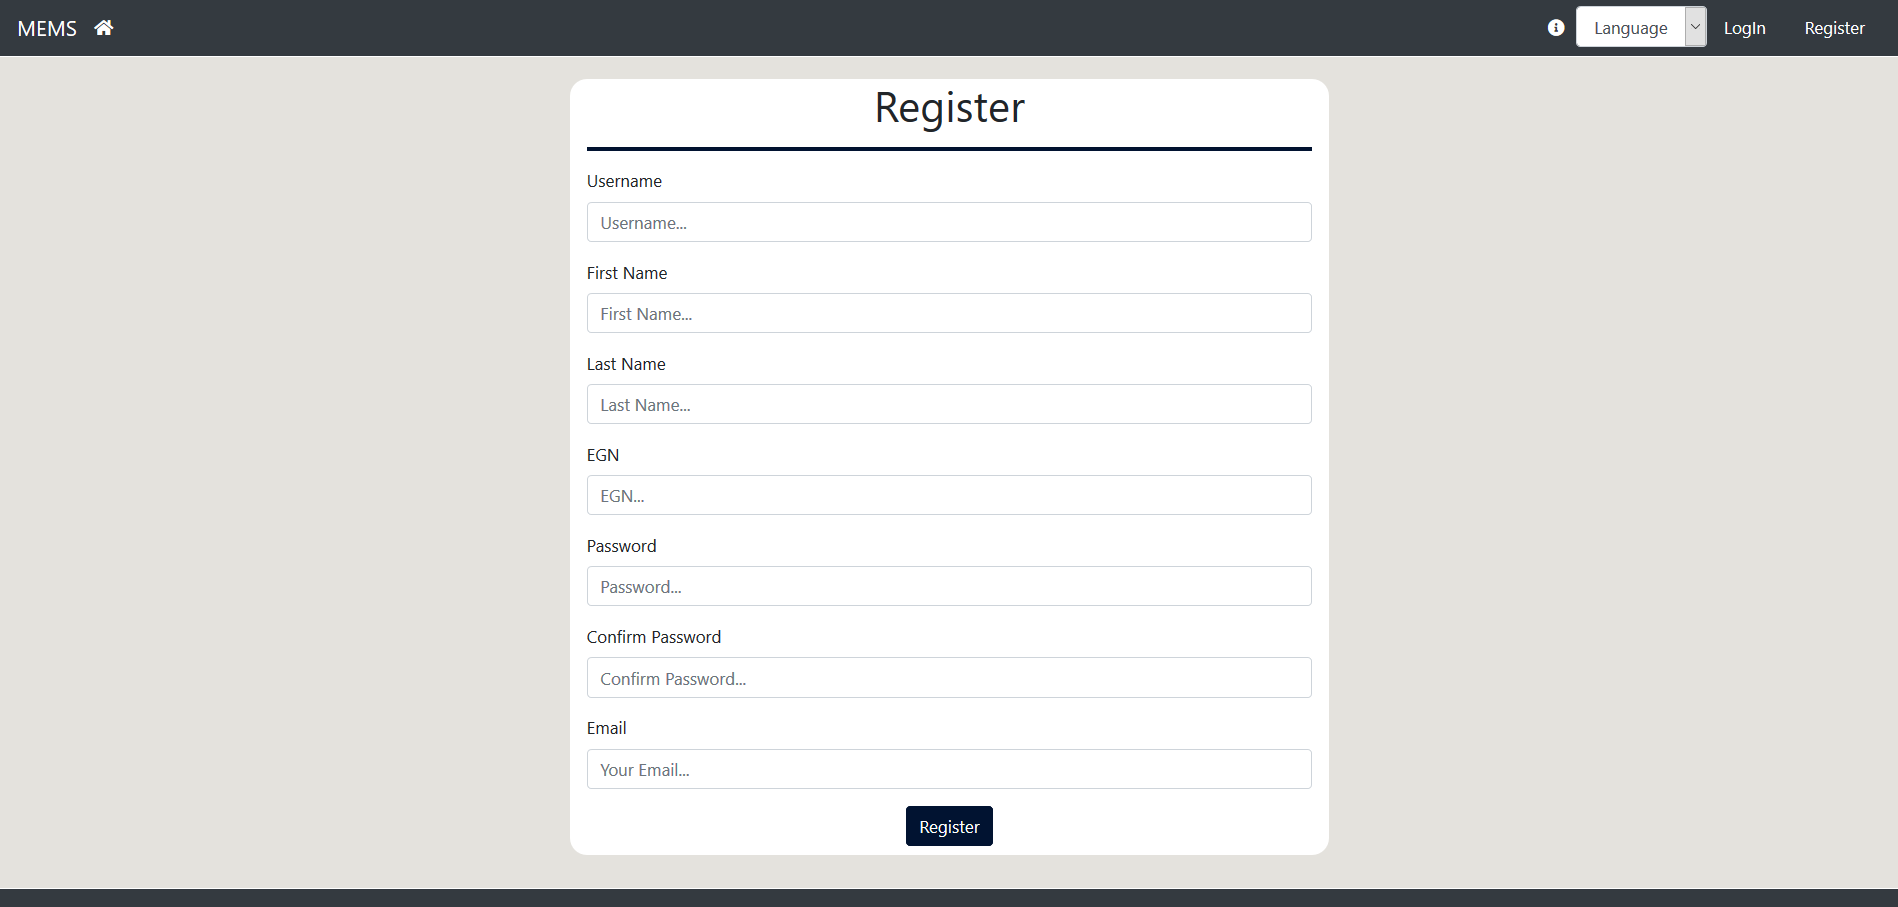 MEMS Language LogIn Register
Register
Username
Username...
First Name
First Name...
Last Name
Last Name...
EGN
EGN...
Password
Password...
Confirm Password
Confirm Password...
Email
Your Email...
Register